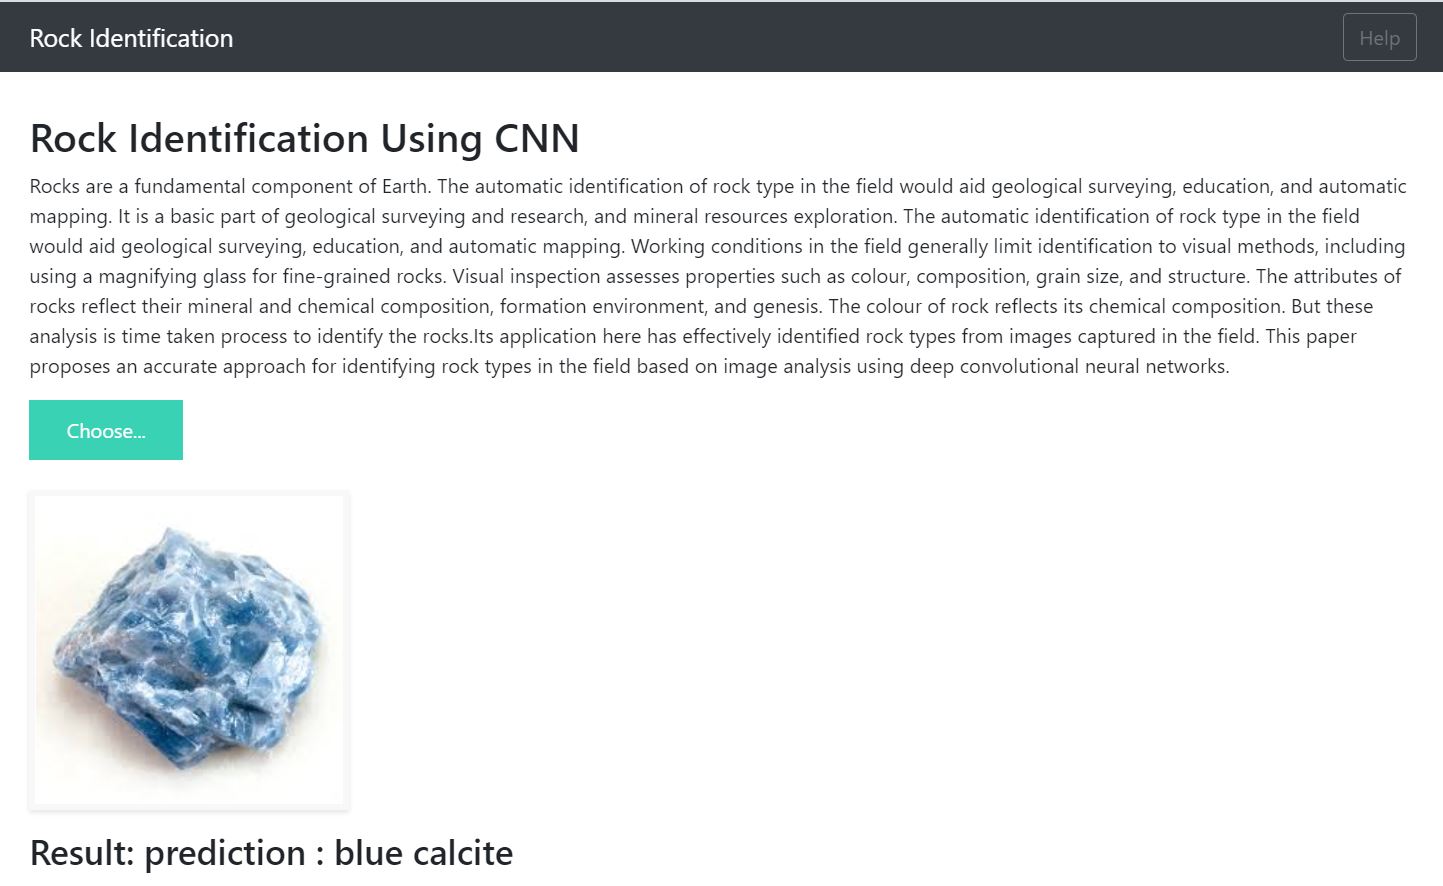 Rock Identification
Help
Rock Identification Using CNN
Rocks are a fundamental component of Earth. The automatic identification of rock type in the field would aid geological surveying, education, and automatic
mapping. It is a basic part of geological surveying and research, and mineral resources exploration. The automatic identification of rock type in the field
would aid geological surveying, education, and automatic mapping. Working conditions in the field generally limit identification to visual methods, including
using a magnifying glass for fine-grained rocks. Visual inspection assesses properties such as colour, composition, grain size, and structure. The attributes of
rocks reflect their mineral and chemical composition, formation environment, and genesis. The colour of rock reflects its chemical composition. But these
analysis is time taken process to identify the rocks.Its application here has effectively identified rock types from images captured in the field. This paper
proposes an accurate approach for identifying rock types in the field based on image analysis using deep convolutional neural networks.
Choose...
Result: prediction : blue calcite